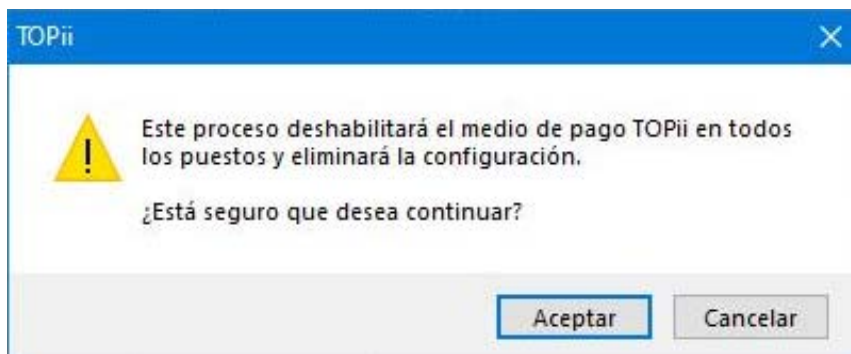 TOPii
Este proceso deshabilitará el medio de pago TOPii en todos
los puestos y eliminará la configuración.
¿Está seguro que desea continuar?
Aceptar
Cancelar